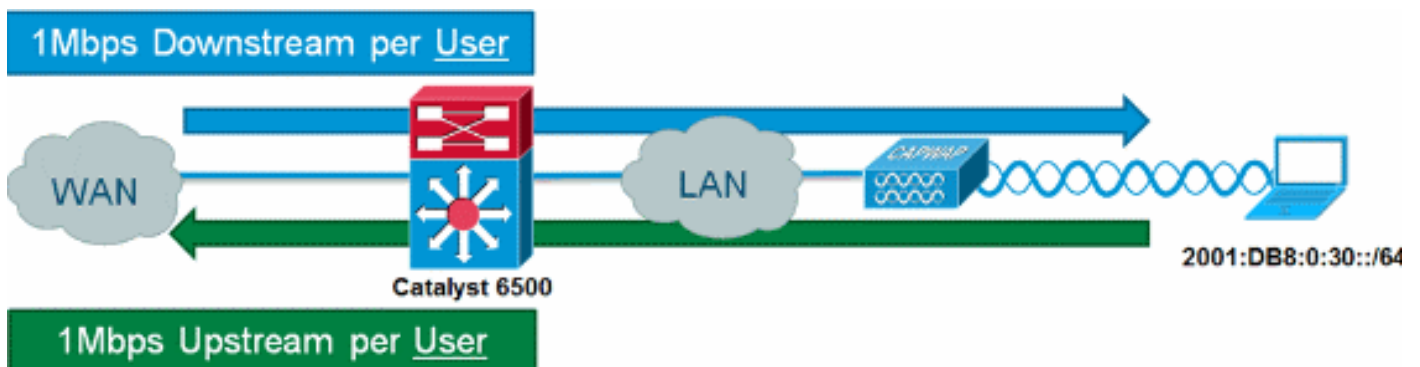 1Mbps Downstream per User
WAN
LAN
CAPWAP
2001:DB8:0:30::/64
Catalyst 6500
1Mbps Upstream per User